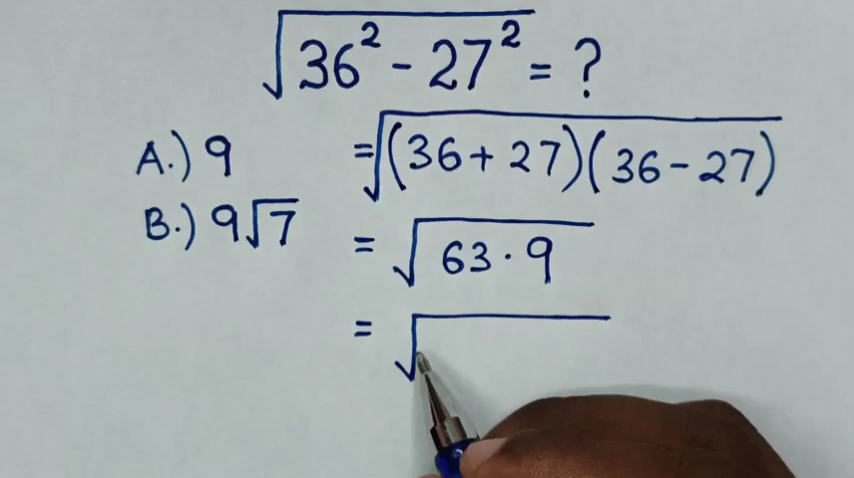 √36² - 27² = ?
A.) 9
= √(36 + 27)(36 - 27)
B.) 9√7
= √63 · 9
= √